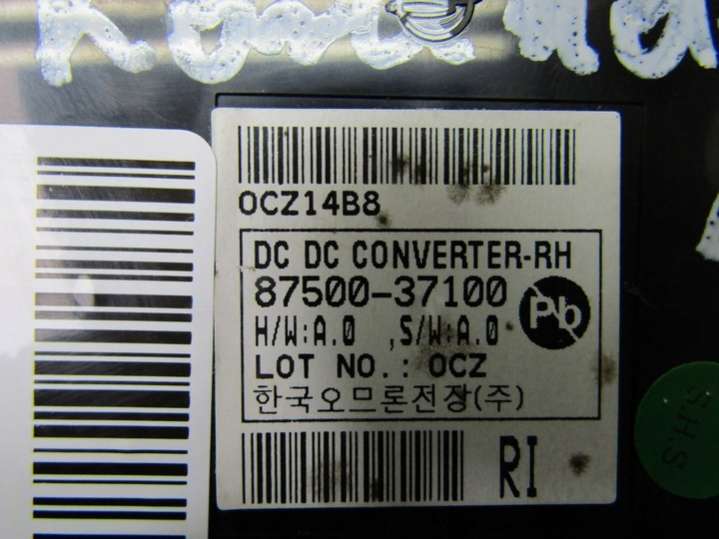 OCZ14B8
DC DC CONVERTER-RH
87500-37100
Pb
H/W:A.0 ,S/W:A.0
LOT NO.: OCZ
한국오므론전장(주)
RI
S.H.S